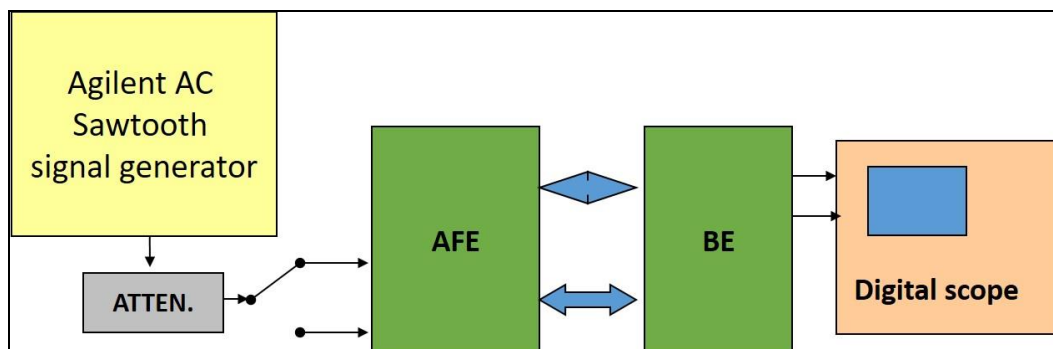 Agilent AC
Sawtooth
signal generator
ATTEN.
AFE
BE
Digital scope